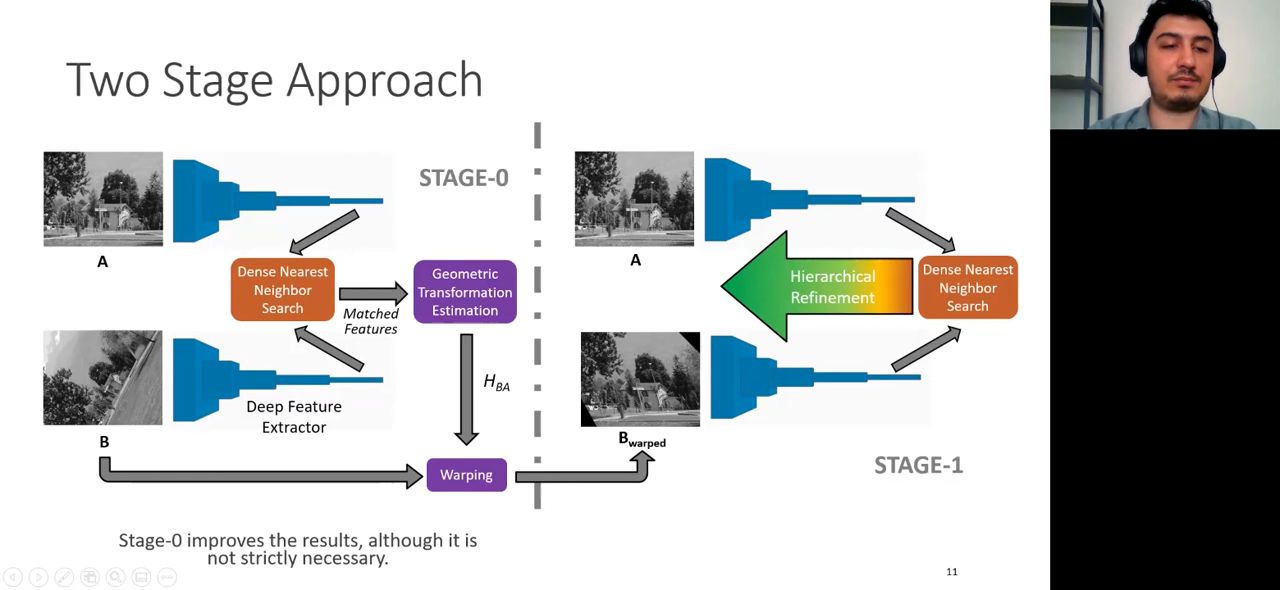 Two Stage Approach
STAGE-0
A
Dense Nearest
Neighbor
Search
Matched
Features
Geometric
Transformation
Estimation
H_BA
Deep Feature
Extractor
B
Warping
Stage-0 improves the results, although it is
not strictly necessary.
A
Hierarchical
Refinement
Dense Nearest
Neighbor
Search
B_warped
STAGE-1
11